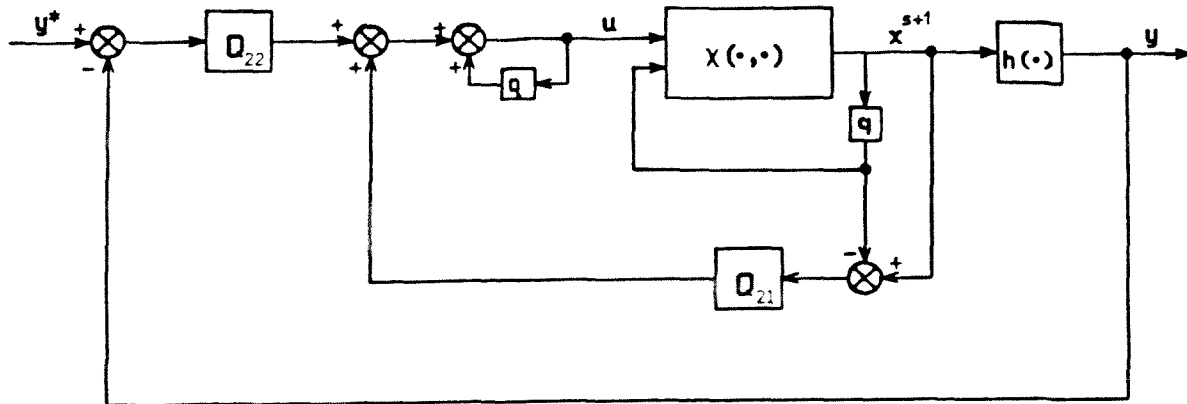 y* + - Q22 + + + + q u χ(•,•) x^{s+1} h(•) y
q
- +
Q21